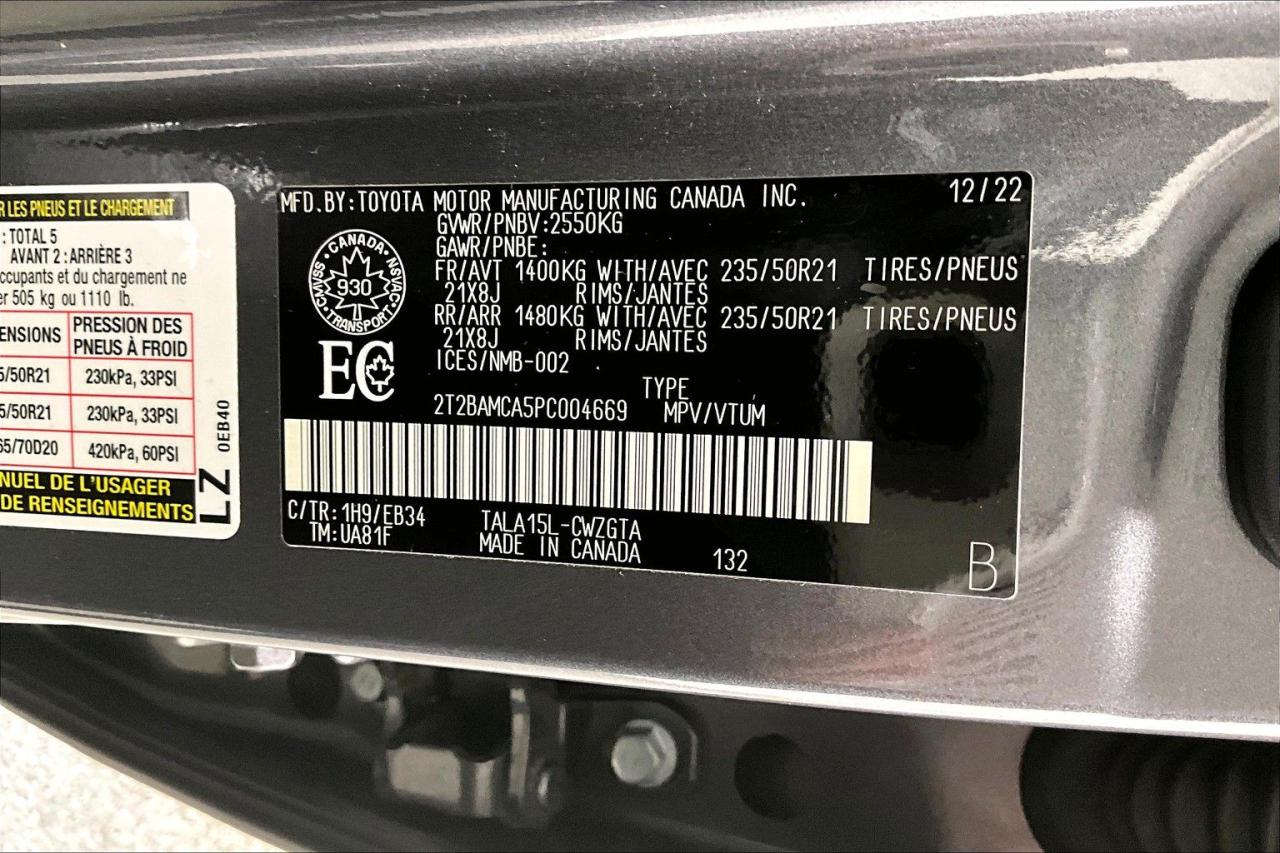 R LES PNEUS ET LE CHARGEMENT
: TOTAL 5
AVANT 2 : ARRIÈRE 3
occupants et du chargement ne
er 505 kg ou 1110 lb.
ENSIONS PRESSION DES PNEUS À FROID
5/50R21 230kPa, 33PSI
5/50R21 230kPa, 33PSI
65/70D20 420kPa, 60PSI
NUEL DE L'USAGER
DE RENSEIGNEMENTS
LZ 0EB40
MFD.BY:TOYOTA MOTOR MANUFACTURING CANADA INC. 12/22
GVWR/PNBV:2550KG
GAWR/PNBE:
FR/AVT 1400KG WITH/AVEC 235/50R21 TIRES/PNEUS
21X8J RIMS/JANTES
RR/ARR 1480KG WITH/AVEC 235/50R21 TIRES/PNEUS
21X8J RIMS/JANTES
ICES/NMB-002
CANADA
CMVSS 930 NSVAC
TRANSPORT
EC
TYPE
2T2BAMCA5PC004669 MPV/VTUM
C/TR:1H9/EB34 TALA15L-CWZGTA
TM:UA81F MADE IN CANADA 132
B